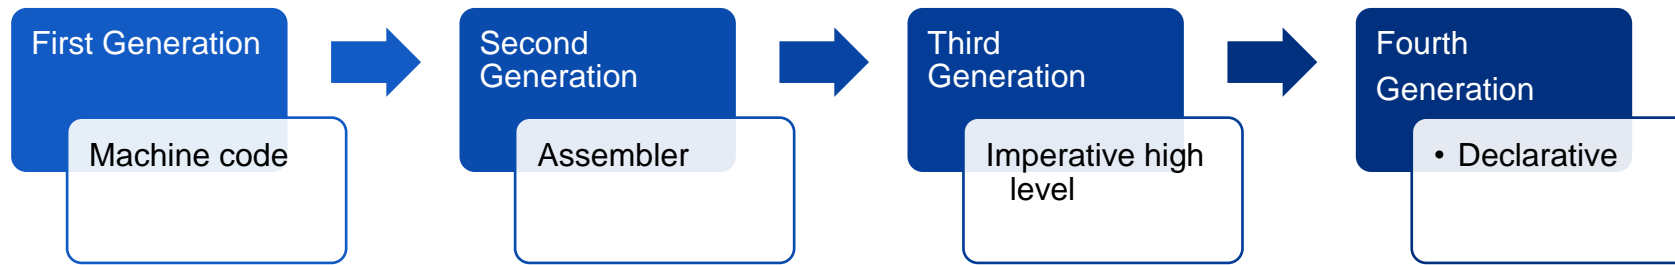 First Generation
Machine code
Second
Generation
Assembler
Third
Generation
Imperative high
level
Fourth
Generation
• Declarative